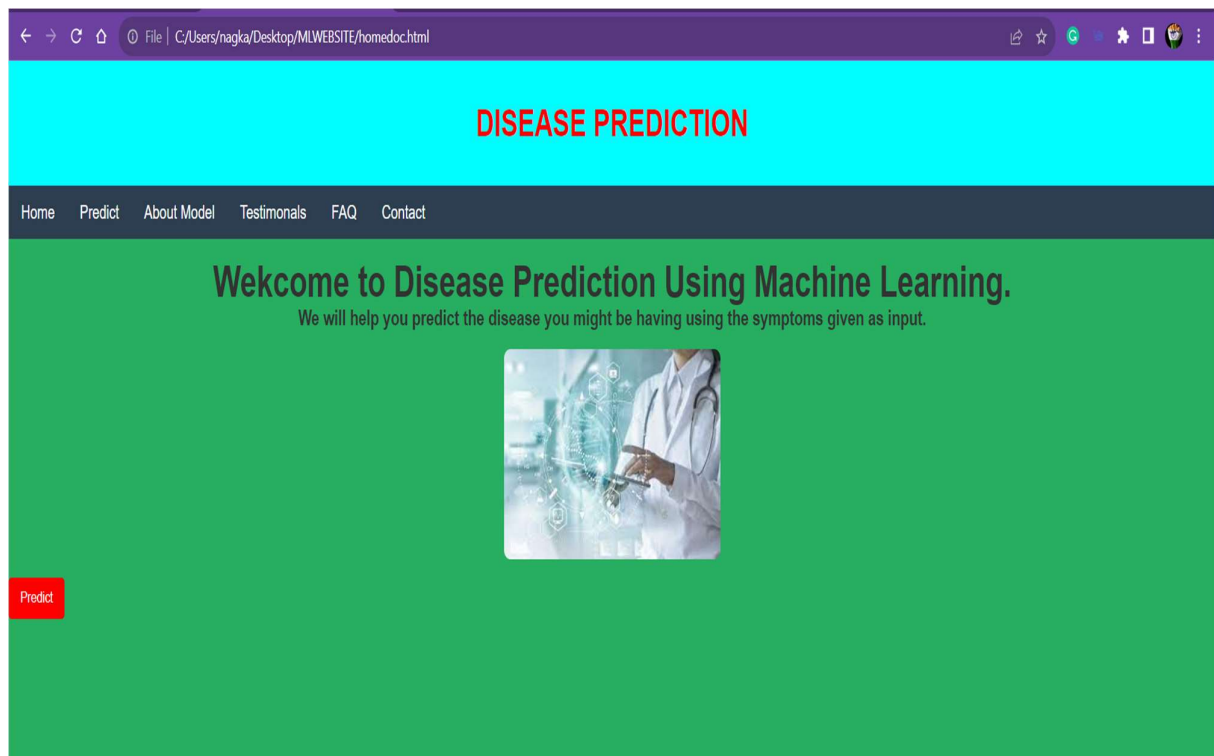 File | C:/Users/nagka/Desktop/MLWEBSITE/homedoc.html
DISEASE PREDICTION
Home Predict About Model Testimonals FAQ Contact
Wekcome to Disease Prediction Using Machine Learning.
We will help you predict the disease you might be having using the symptoms given as input.
Predict